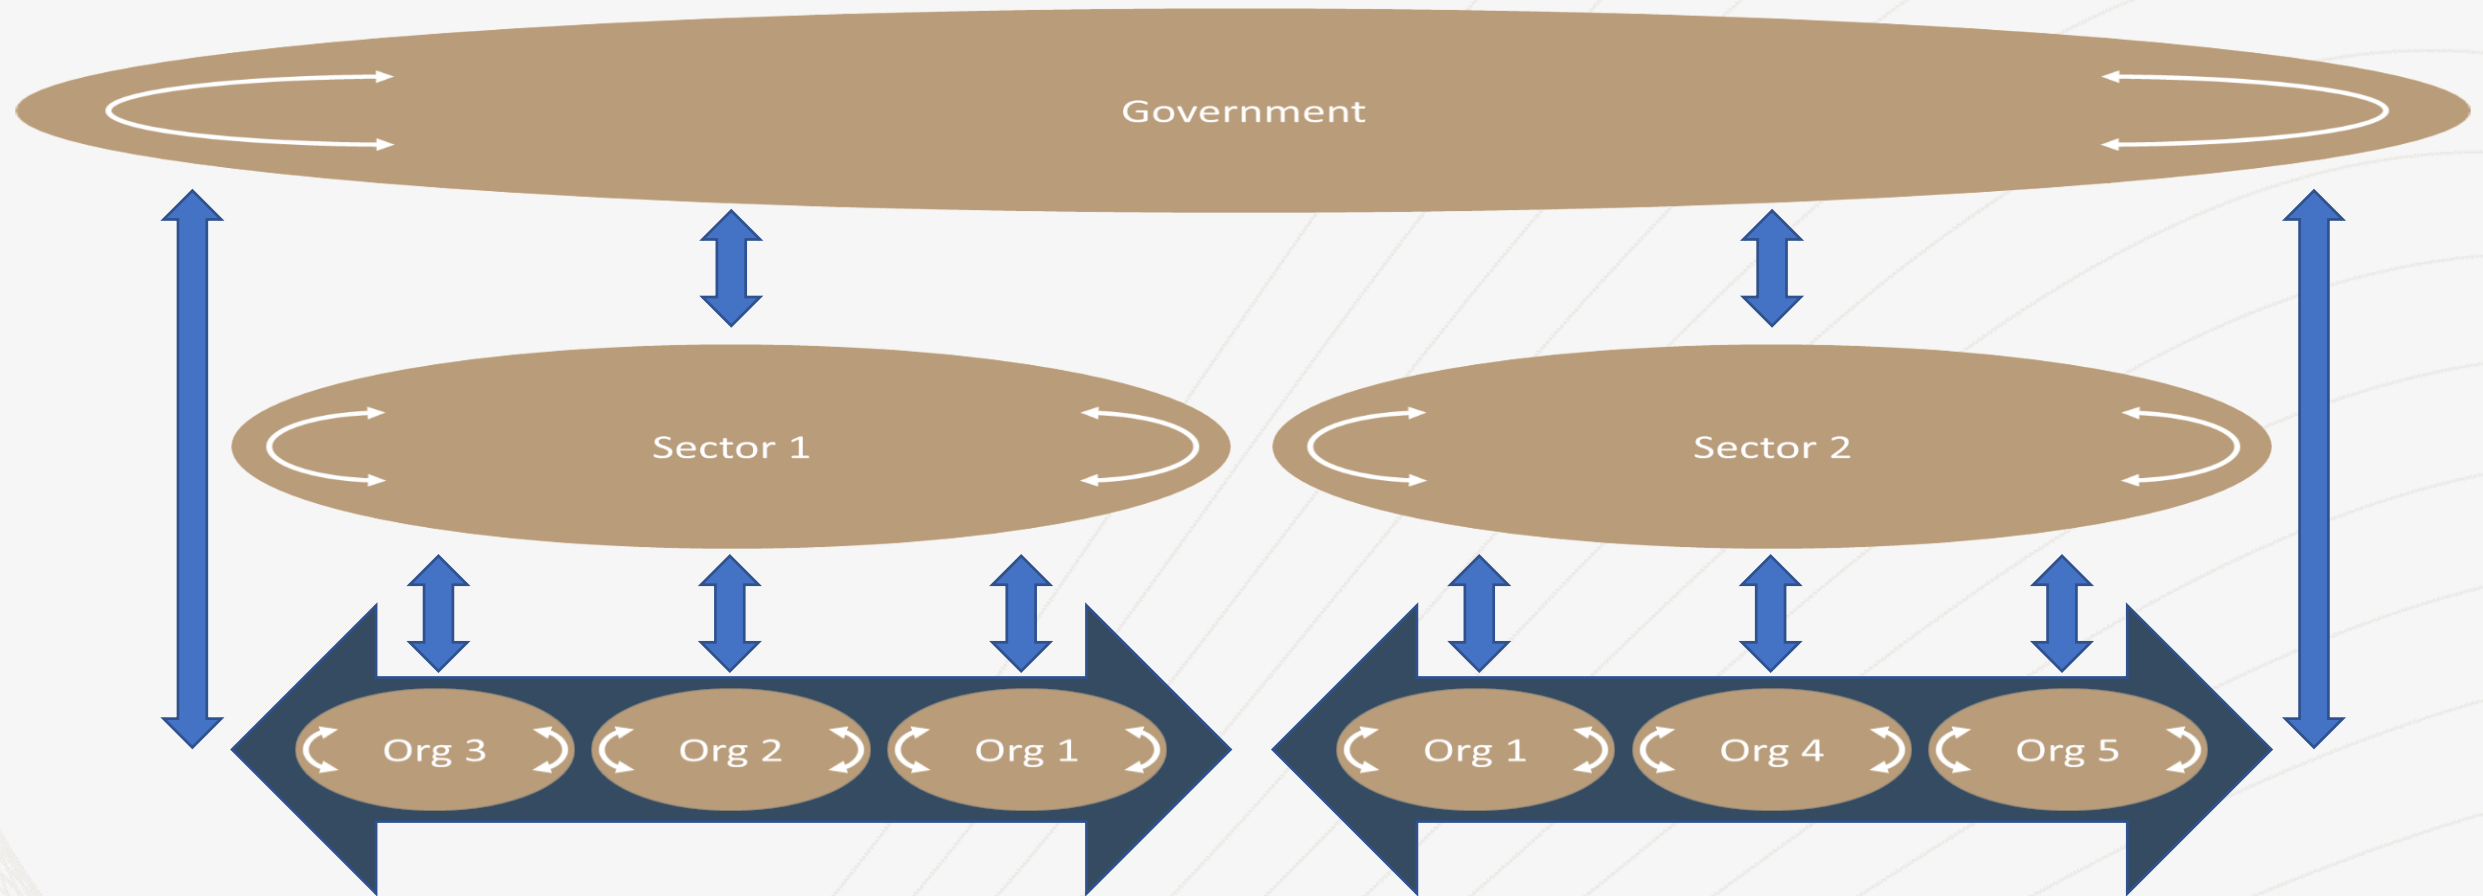 Government
Sector 1
Sector 2
Org 3
Org 2
Org 1
Org 1
Org 4
Org 5